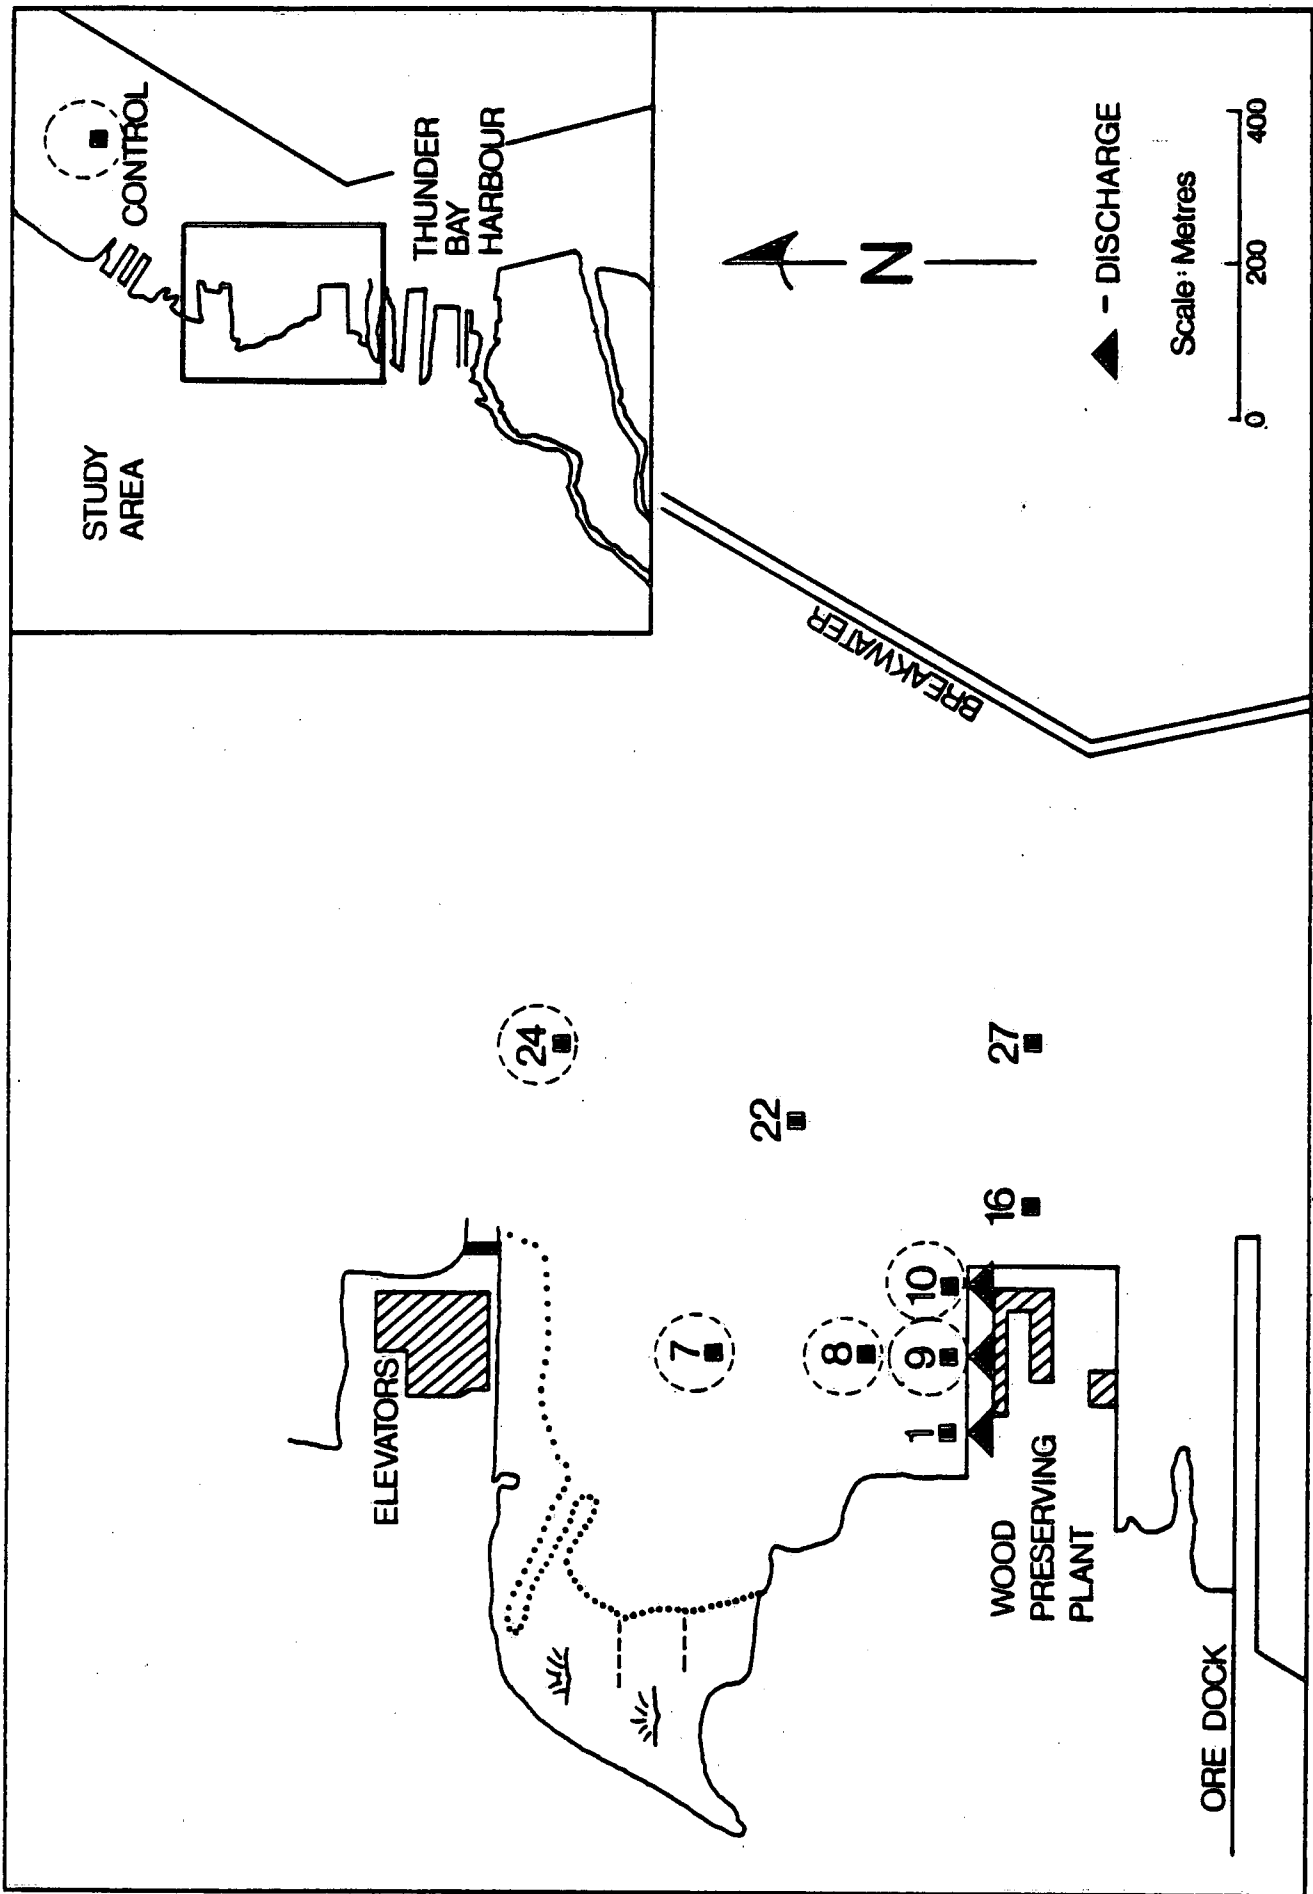 STUDY
AREA
CONTROL
THUNDER
BAY
HARBOUR
N
▲ - DISCHARGE
Scale: Metres
0 200 400
BREAKWATER
ELEVATORS
24
22
27
16
7
8
9
10
1
WOOD
PRESERVING
PLANT
ORE DOCK